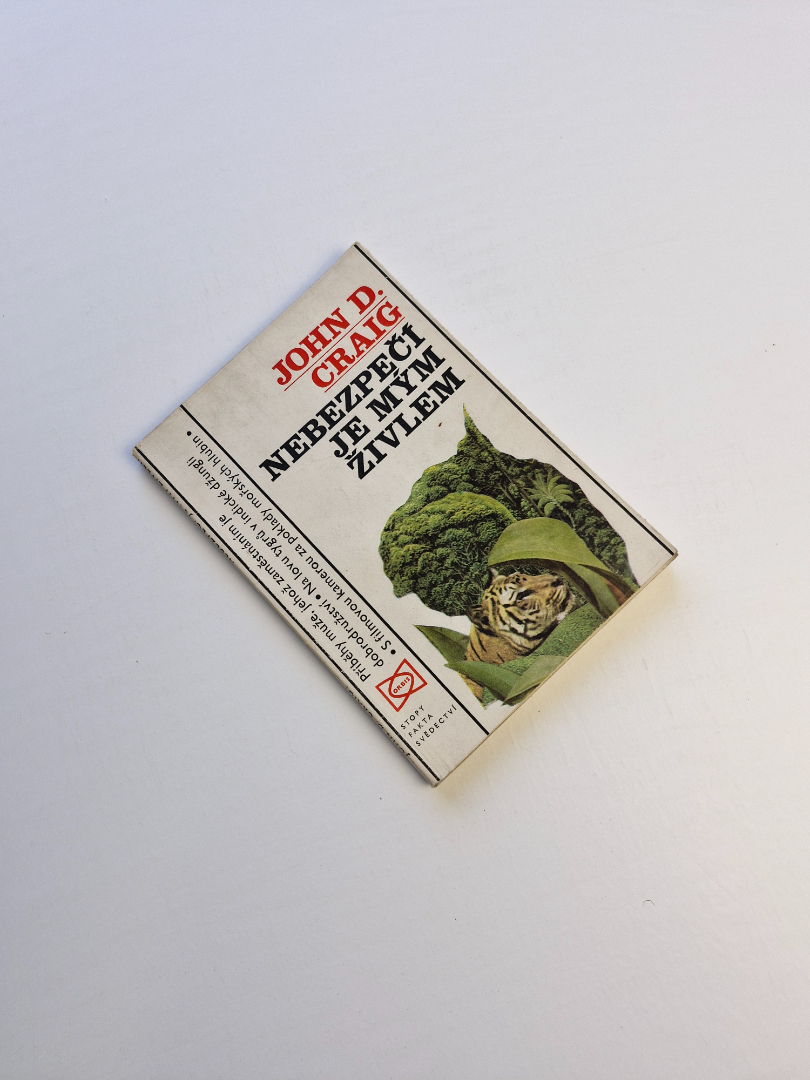 JOHN D.
CRAIG
NEBEZPEČÍ
JE MÝM
ŽIVLEM
Příběhy muže, jehož zaměstnáním je
dobrodružství • Na lovu tygrů v indické džungli
• S filmovou kamerou za poklady mořských hlubin •
ORBIS
STOPY
FAKTA
SVĚDECTVÍ